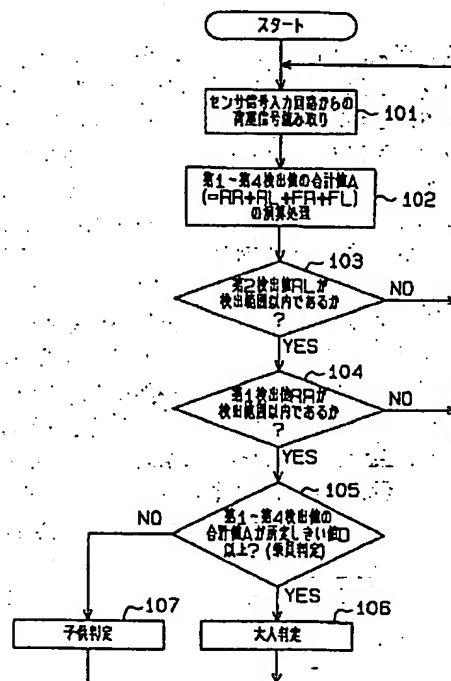 スタート
センサ信号入力回路からの
荷重信号読み取り
101
第1～第4検出値の合計値A
(=RR+RL+FR+FL)
の演算処理
102
103
第2検出値RLが
検出範囲以内であるか
?
NO
YES
104
第1検出値RRが
検出範囲以内であるか
?
NO
YES
105
第1～第4検出値の
合計値Aが所定しきい値D
以上?(乗員判定)
NO
YES
107
子供判定
106
大人判定